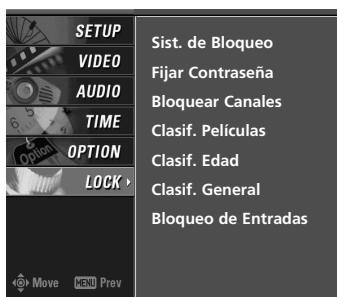 SETUP
VIDEO
AUDIO
TIME
OPTION
LOCK
Move MENU Prev
Sist. de Bloqueo
Fijar Contraseña
Bloquear Canales
Clasif. Películas
Clasif. Edad
Clasif. General
Bloqueo de Entradas